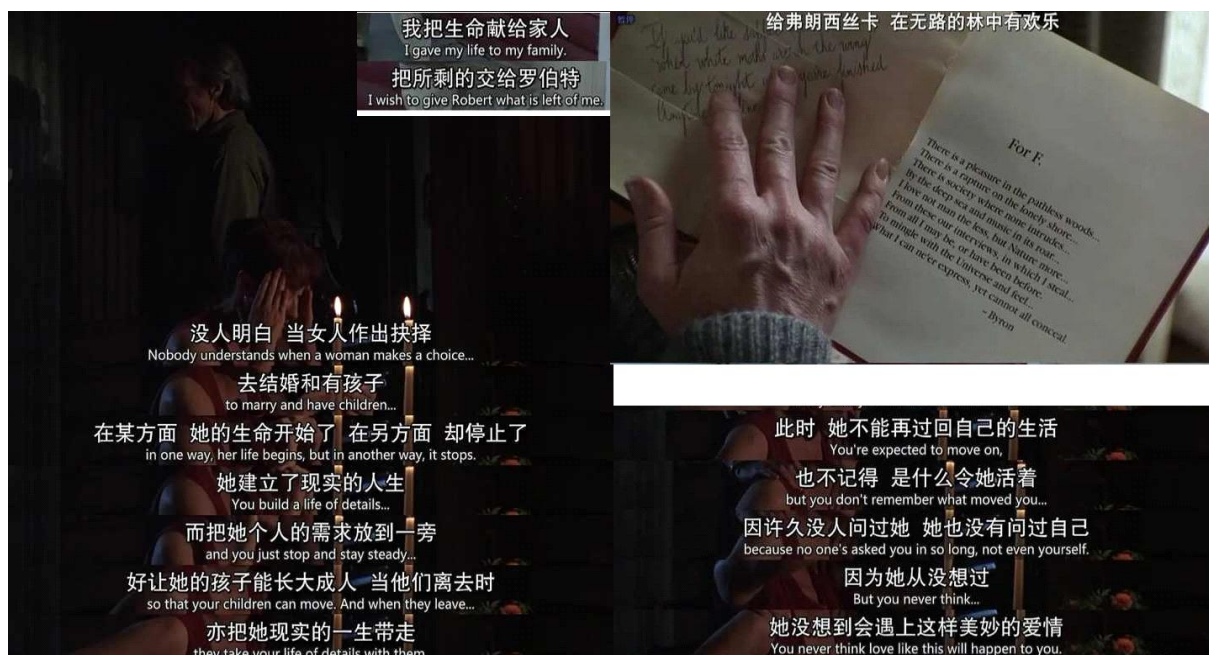 我把生命献给家人
I gave my life to my family.
把所剩的交给罗伯特
I wish to give Robert what is left of me.
没人明白 当女人作出抉择
Nobody understands when a woman makes a choice...
去结婚和有孩子
to marry and have children...
在某方面 她的生命开始了 在另方面 却停止了
in one way, her life begins, but in another way, it stops.
她建立了现实的人生
You build a life of details...
而把她个人的需求放到一旁
and you just stop and stay steady...
好让她的孩子能长大成人 当他们离去时
so that your children can move. And when they leave...
亦把她现实的一生带走
they take your life of details with them.
暂停
给弗朗西丝卡 在无路的林中有欢乐
If you'd like
when white moths the wing
come by tonight you're finished
For F.
There is a pleasure in the pathless woods...
There is a rapture on the lonely shore...
There is society where none intrudes...
By the deep sea and music in its roar...
I love not man the less, but Nature more...
From these our interviews, in which I steal...
From all I may be, or have been before.
To mingle with the Universe and feel...
What I can ne'er express, yet cannot all conceal.
- Byron
此时 她不能再过回自己的生活
You're expected to move on,
也不记得 是什么令她活着
but you don't remember what moved you...
因许久没人问过她 她也没有问过自己
because no one's asked you in so long, not even yourself.
因为她从没想过
But you never think...
她没想到会遇上这样美妙的爱情
You never think love like this will happen to you.